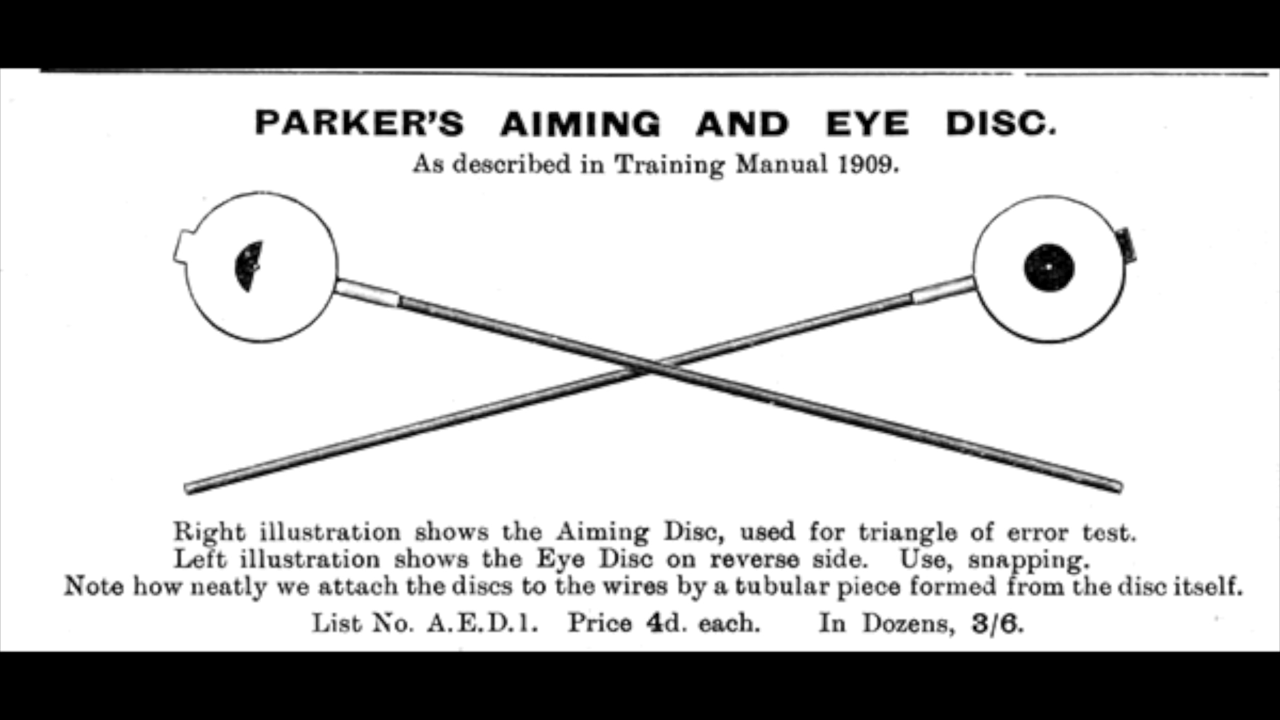 PARKER'S AIMING AND EYE DISC.
As described in Training Manual 1909.
Right illustration shows the Aiming Disc, used for triangle of error test.
Left illustration shows the Eye Disc on reverse side. Use, snapping.
Note how neatly we attach the discs to the wires by a tubular piece formed from the disc itself.
List No. A.E.D.1. Price 4d. each. In Dozens, 3/6.